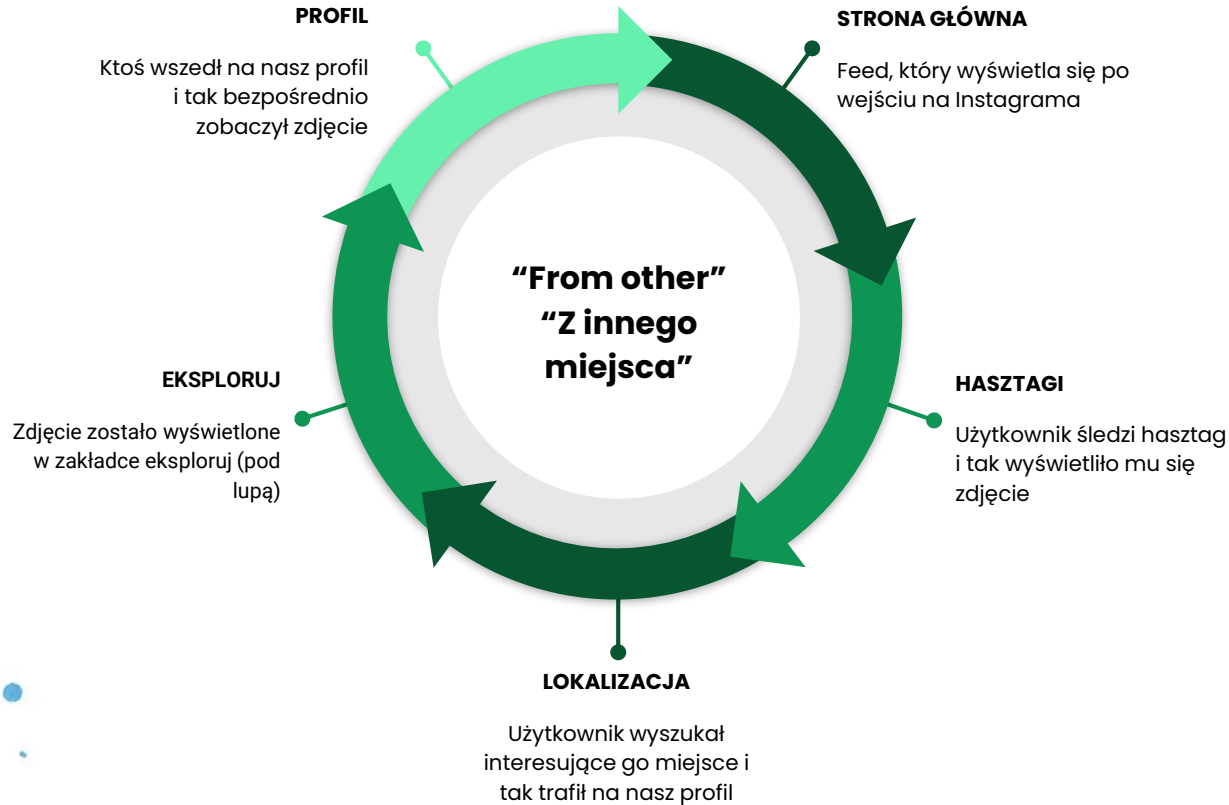 PROFIL
Ktoś wszedł na nasz profil
i tak bezpośrednio
zobaczył zdjęcie
STRONA GŁÓWNA
Feed, który wyświetla się po
wejściu na Instagrama
“From other”
“Z innego
miejsca”
EKSPLORUJ
Zdjęcie zostało wyświetlone
w zakładce eksploruj (pod
lupą)
HASZTAGI
Użytkownik śledzi hasztag
i tak wyświetliło mu się
zdjęcie
LOKALIZACJA
Użytkownik wyszukał
interesujące go miejsce i
tak trafił na nasz profil